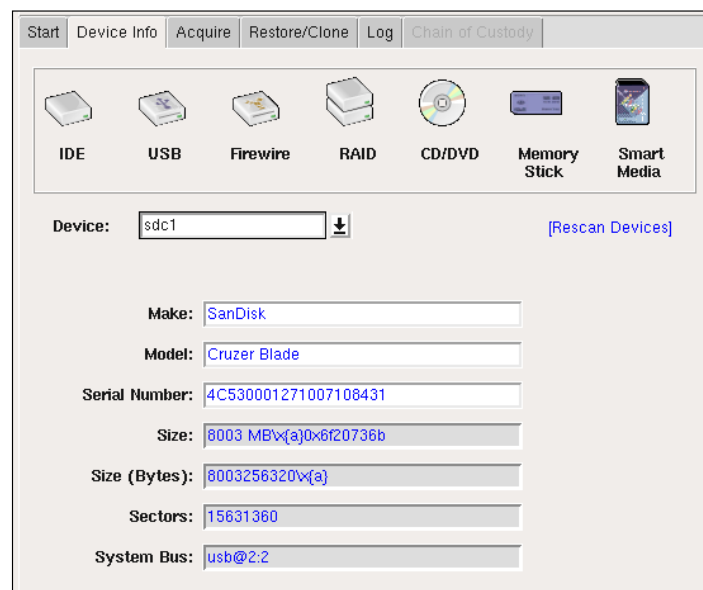 Start Device Info Acquire Restore/Clone Log Chain of Custody
IDE USB Firewire RAID CD/DVD Memory Stick Smart Media
Device: sdc1 [Rescan Devices]
Make: SanDisk
Model: Cruzer Blade
Serial Number: 4C530001271007108431
Size: 8003 MB\x{a}0x6f20736b
Size (Bytes): 8003256320\x{a}
Sectors: 15631360
System Bus: usb@2:2